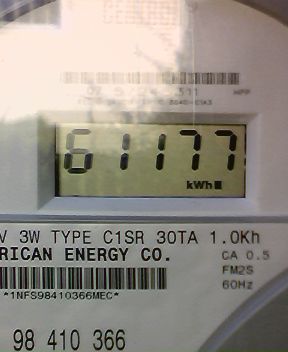 61177
kWh
V 3W TYPE C1SR 30TA 1.0Kh
RICAN ENERGY CO.
CA 0.5
FM2S
60Hz
*1NFS98410366MEC*
98 410 366